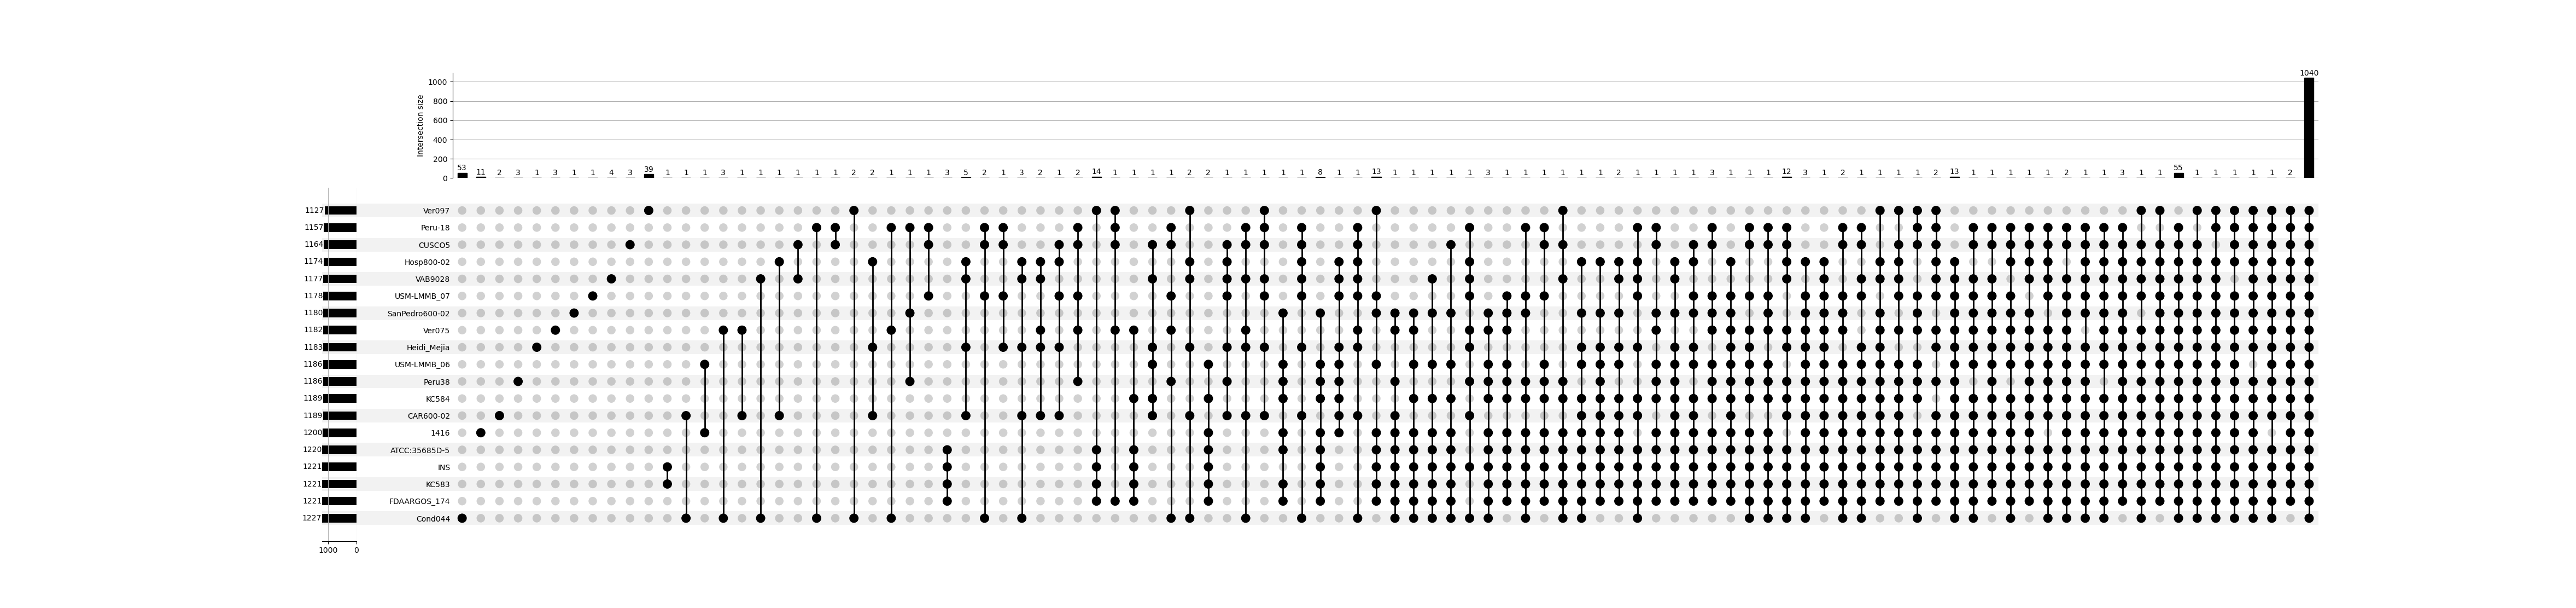 1040
1000
800
600
400
200
0
Intersection size
53 11 2 3 1 3 1 1 4 3 39 1 1 1 3 1 1 1 1 1 1 2 2 1 1 1 3 5 2 1 3 2 1 2 14 1 1 1 1 2 2 1 1 1 1 1 8 1 1 13 1 1 1 1 1 3 1 1 1 1 1 1 1 1 1 1 1 3 1 1 1 12 3 1 2 1 1 1 1 2 13 1 1 1 1 1 2 1 1 3 1 1 55 1 1 1 1 1 2
1127 Ver097
1157 Peru-18
1164 CUSCO5
1174 Hosp800-02
1177 VAB9028
1178 USM-LMMB_07
1180 SanPedro600-02
1182 Ver075
1183 Heidi_Mejia
1186 USM-LMMB_06
1186 Peru38
1189 KC584
1189 CAR600-02
1200 1416
1220 ATCC:35685D-5
1221 INS
1221 KC583
1221 FDAARGOS_174
1227 Cond044
1000 0